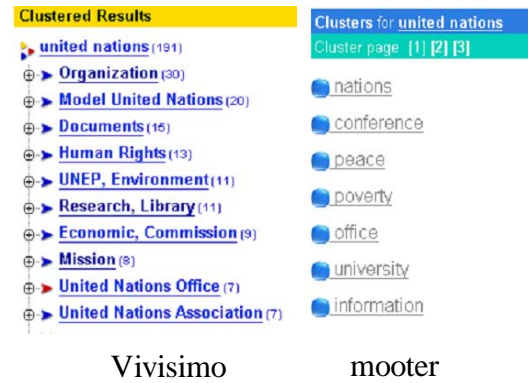 Clustered Results
united nations (191)
Organization (30)
Model United Nations (20)
Documents (15)
Human Rights (13)
UNEP, Environment (11)
Research, Library (11)
Economic, Commission (9)
Mission (8)
United Nations Office (7)
United Nations Association (7)
Vivisimo
Clusters for united nations
Cluster page [1] [2] [3]
nations
conference
peace
poverty
office
university
information
mooter